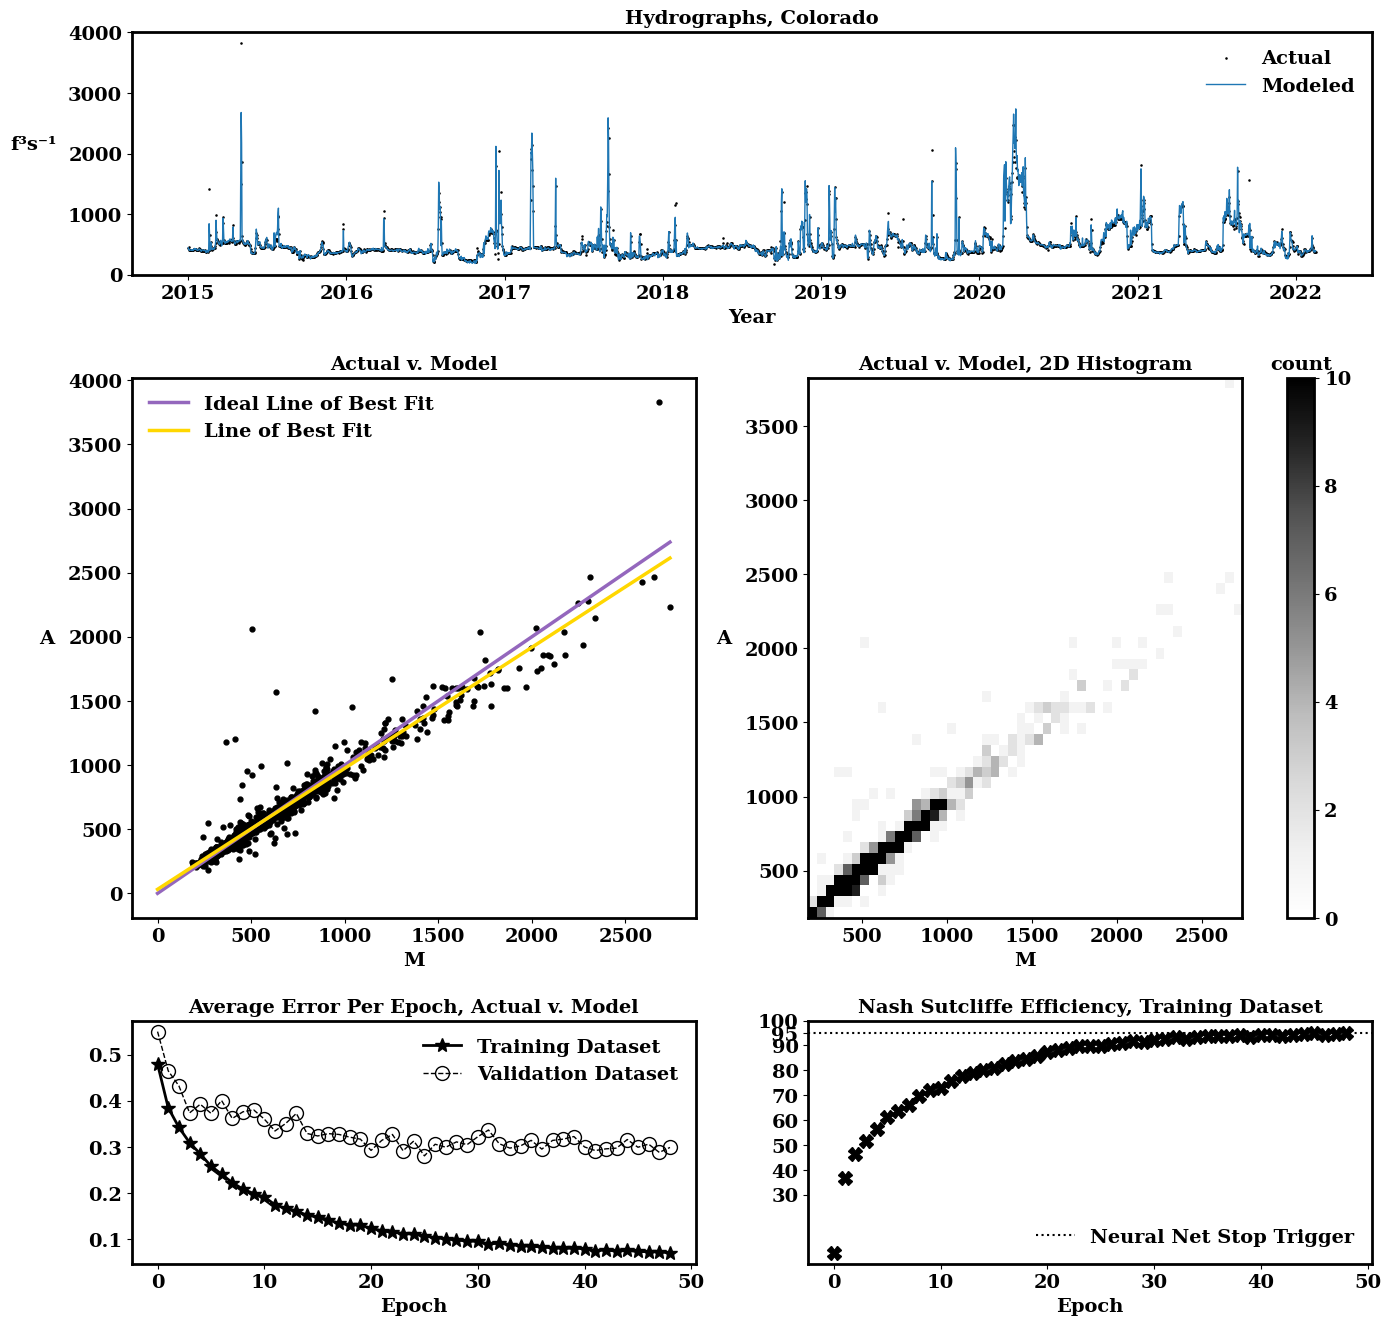 Hydrographs, Colorado
4000
3000
f³s⁻¹
2000
1000
0
Actual
Modeled
2015 2016 2017 2018 2019 2020 2021 2022
Year
Actual v. Model
4000
3500
3000
2500
A
2000
1500
1000
500
0
Ideal Line of Best Fit
Line of Best Fit
0 500 1000 1500 2000 2500
M
Actual v. Model, 2D Histogram
3500
3000
2500
A
2000
1500
1000
500
500 1000 1500 2000 2500
M
count
10
8
6
4
2
0
Average Error Per Epoch, Actual v. Model
0.5
0.4
0.3
0.2
0.1
Training Dataset
Validation Dataset
0 10 20 30 40 50
Epoch
Nash Sutcliffe Efficiency, Training Dataset
100
95
90
80
70
60
50
40
30
Neural Net Stop Trigger
0 10 20 30 40 50
Epoch